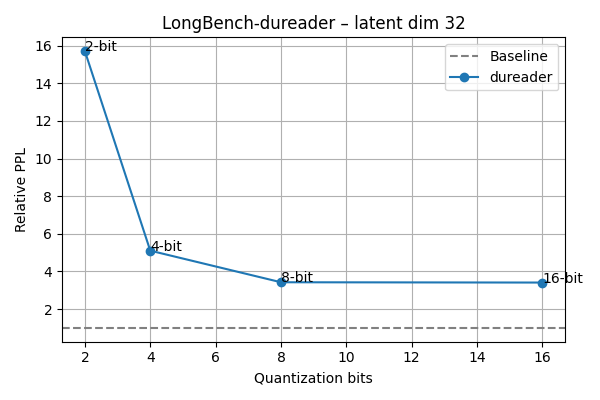 LongBench-dureader – latent dim 32
Relative PPL
16
14
12
10
8
6
4
2
2-bit
4-bit
8-bit
16-bit
Baseline
dureader
2 4 6 8 10 12 14 16
Quantization bits